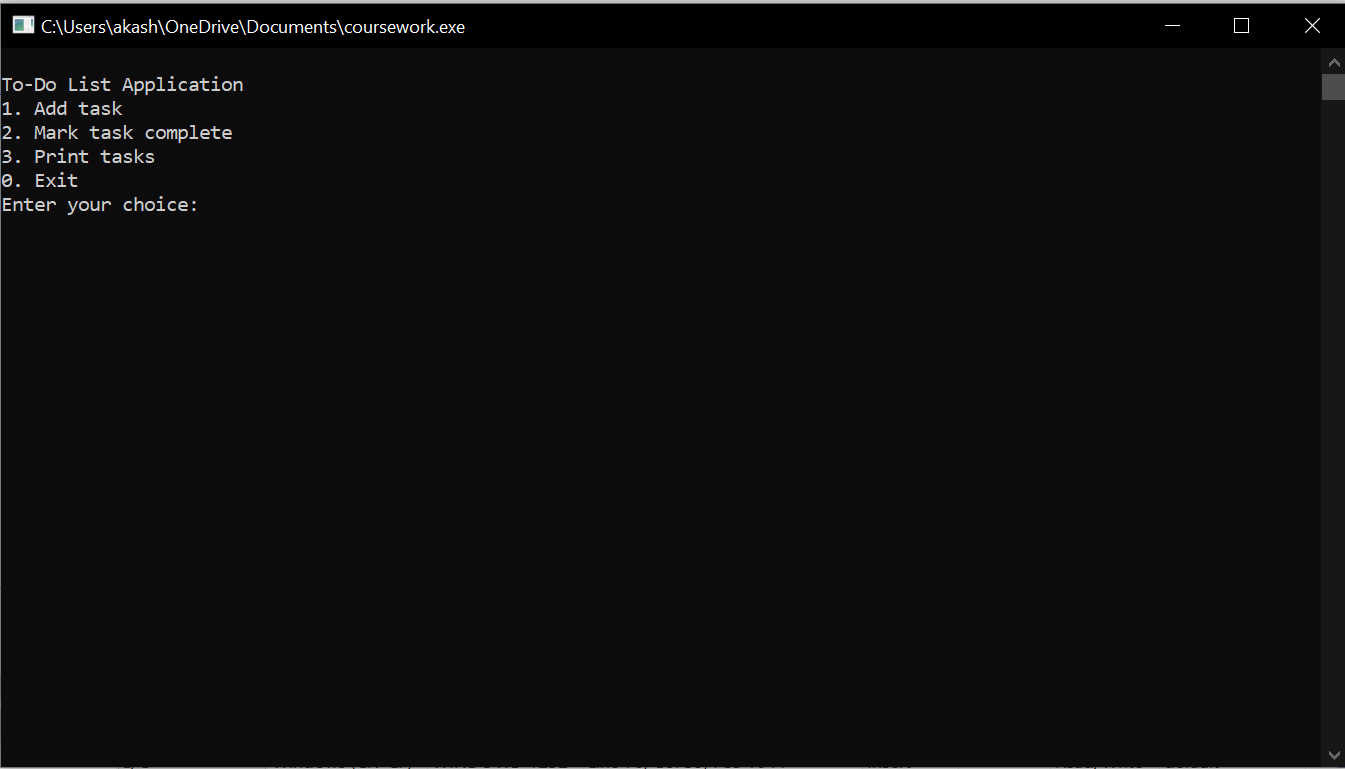 C:\Users\akash\OneDrive\Documents\coursework.exe
To-Do List Application
1. Add task
2. Mark task complete
3. Print tasks
0. Exit
Enter your choice: